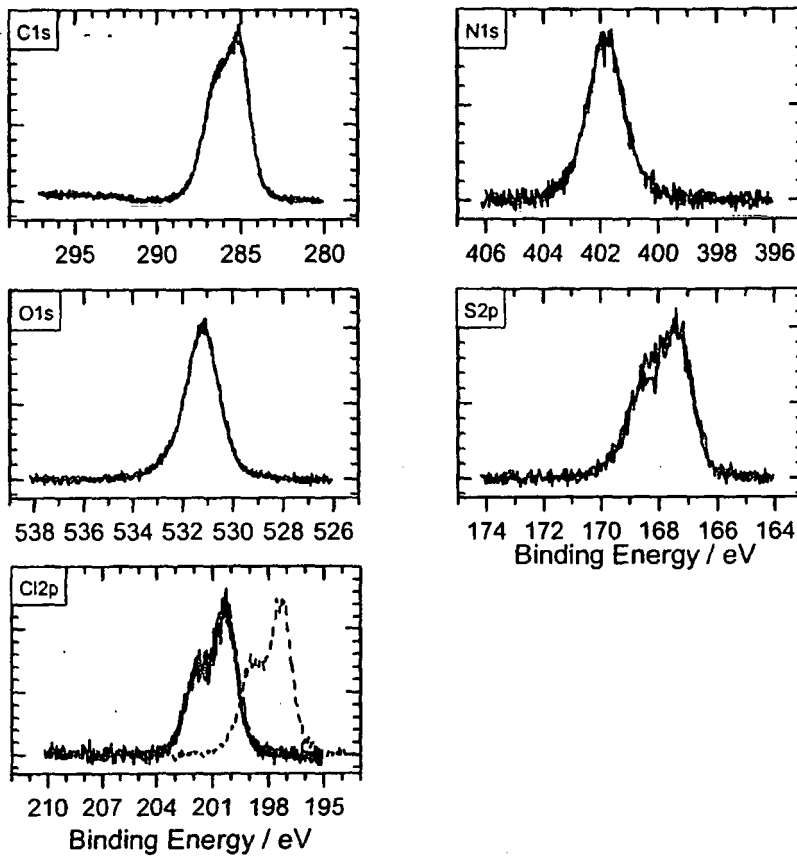 C1s
N1s
295 290 285 280
406 404 402 400 398 396
O1s
S2p
538 536 534 532 530 528 526
174 172 170 168 166 164
Binding Energy / eV
Cl2p
210 207 204 201 198 195
Binding Energy / eV